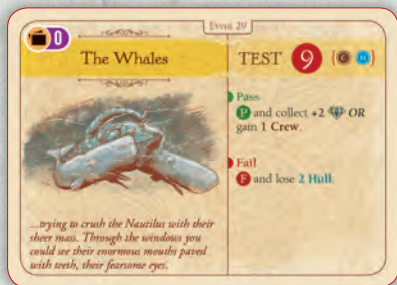 Event 29
0
The Whales
TEST 9 {C H}
Pass
P and collect +2 OR
gain 1 Crew.
Fail
F and lose 2 Hull.
...trying to crush the Nautilus with their
sheer mass. Through the windows you
could see their enormous mouths paved
with teeth, their fearsome eyes.